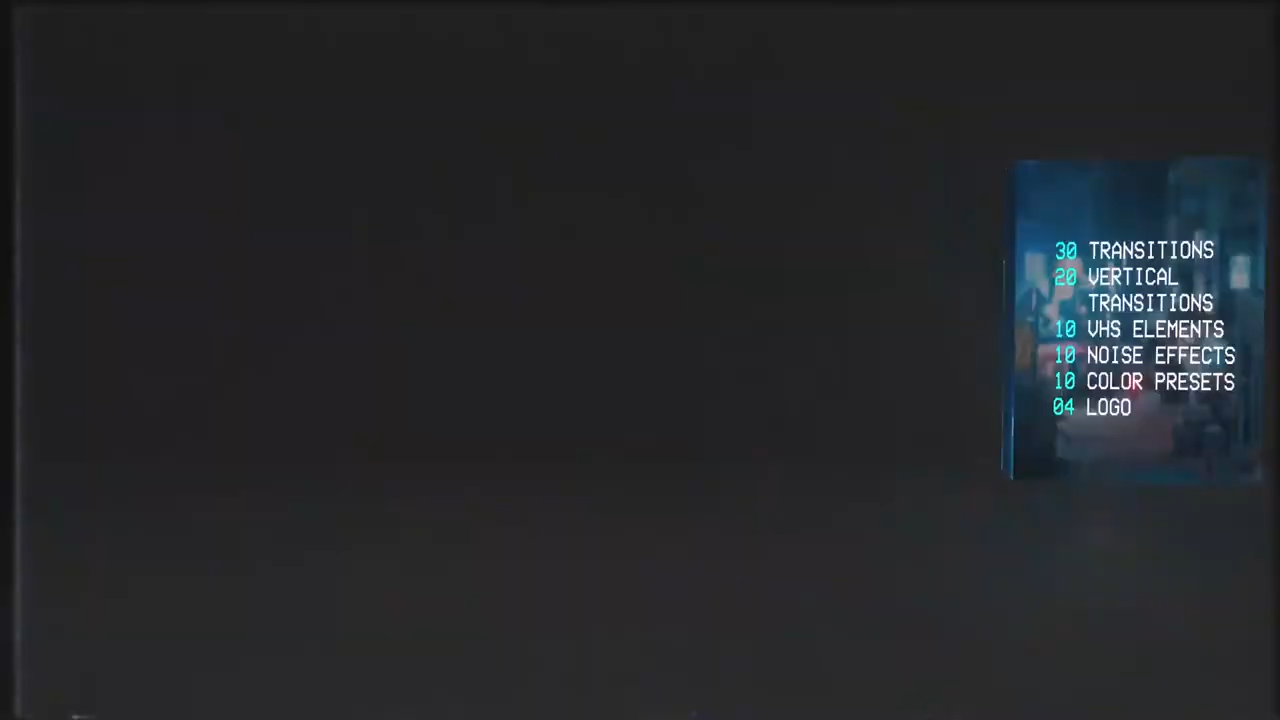 30 TRANSITIONS
20 VERTICAL
TRANSITIONS
10 VHS ELEMENTS
10 NOISE EFFECTS
10 COLOR PRESETS
04 LOGO